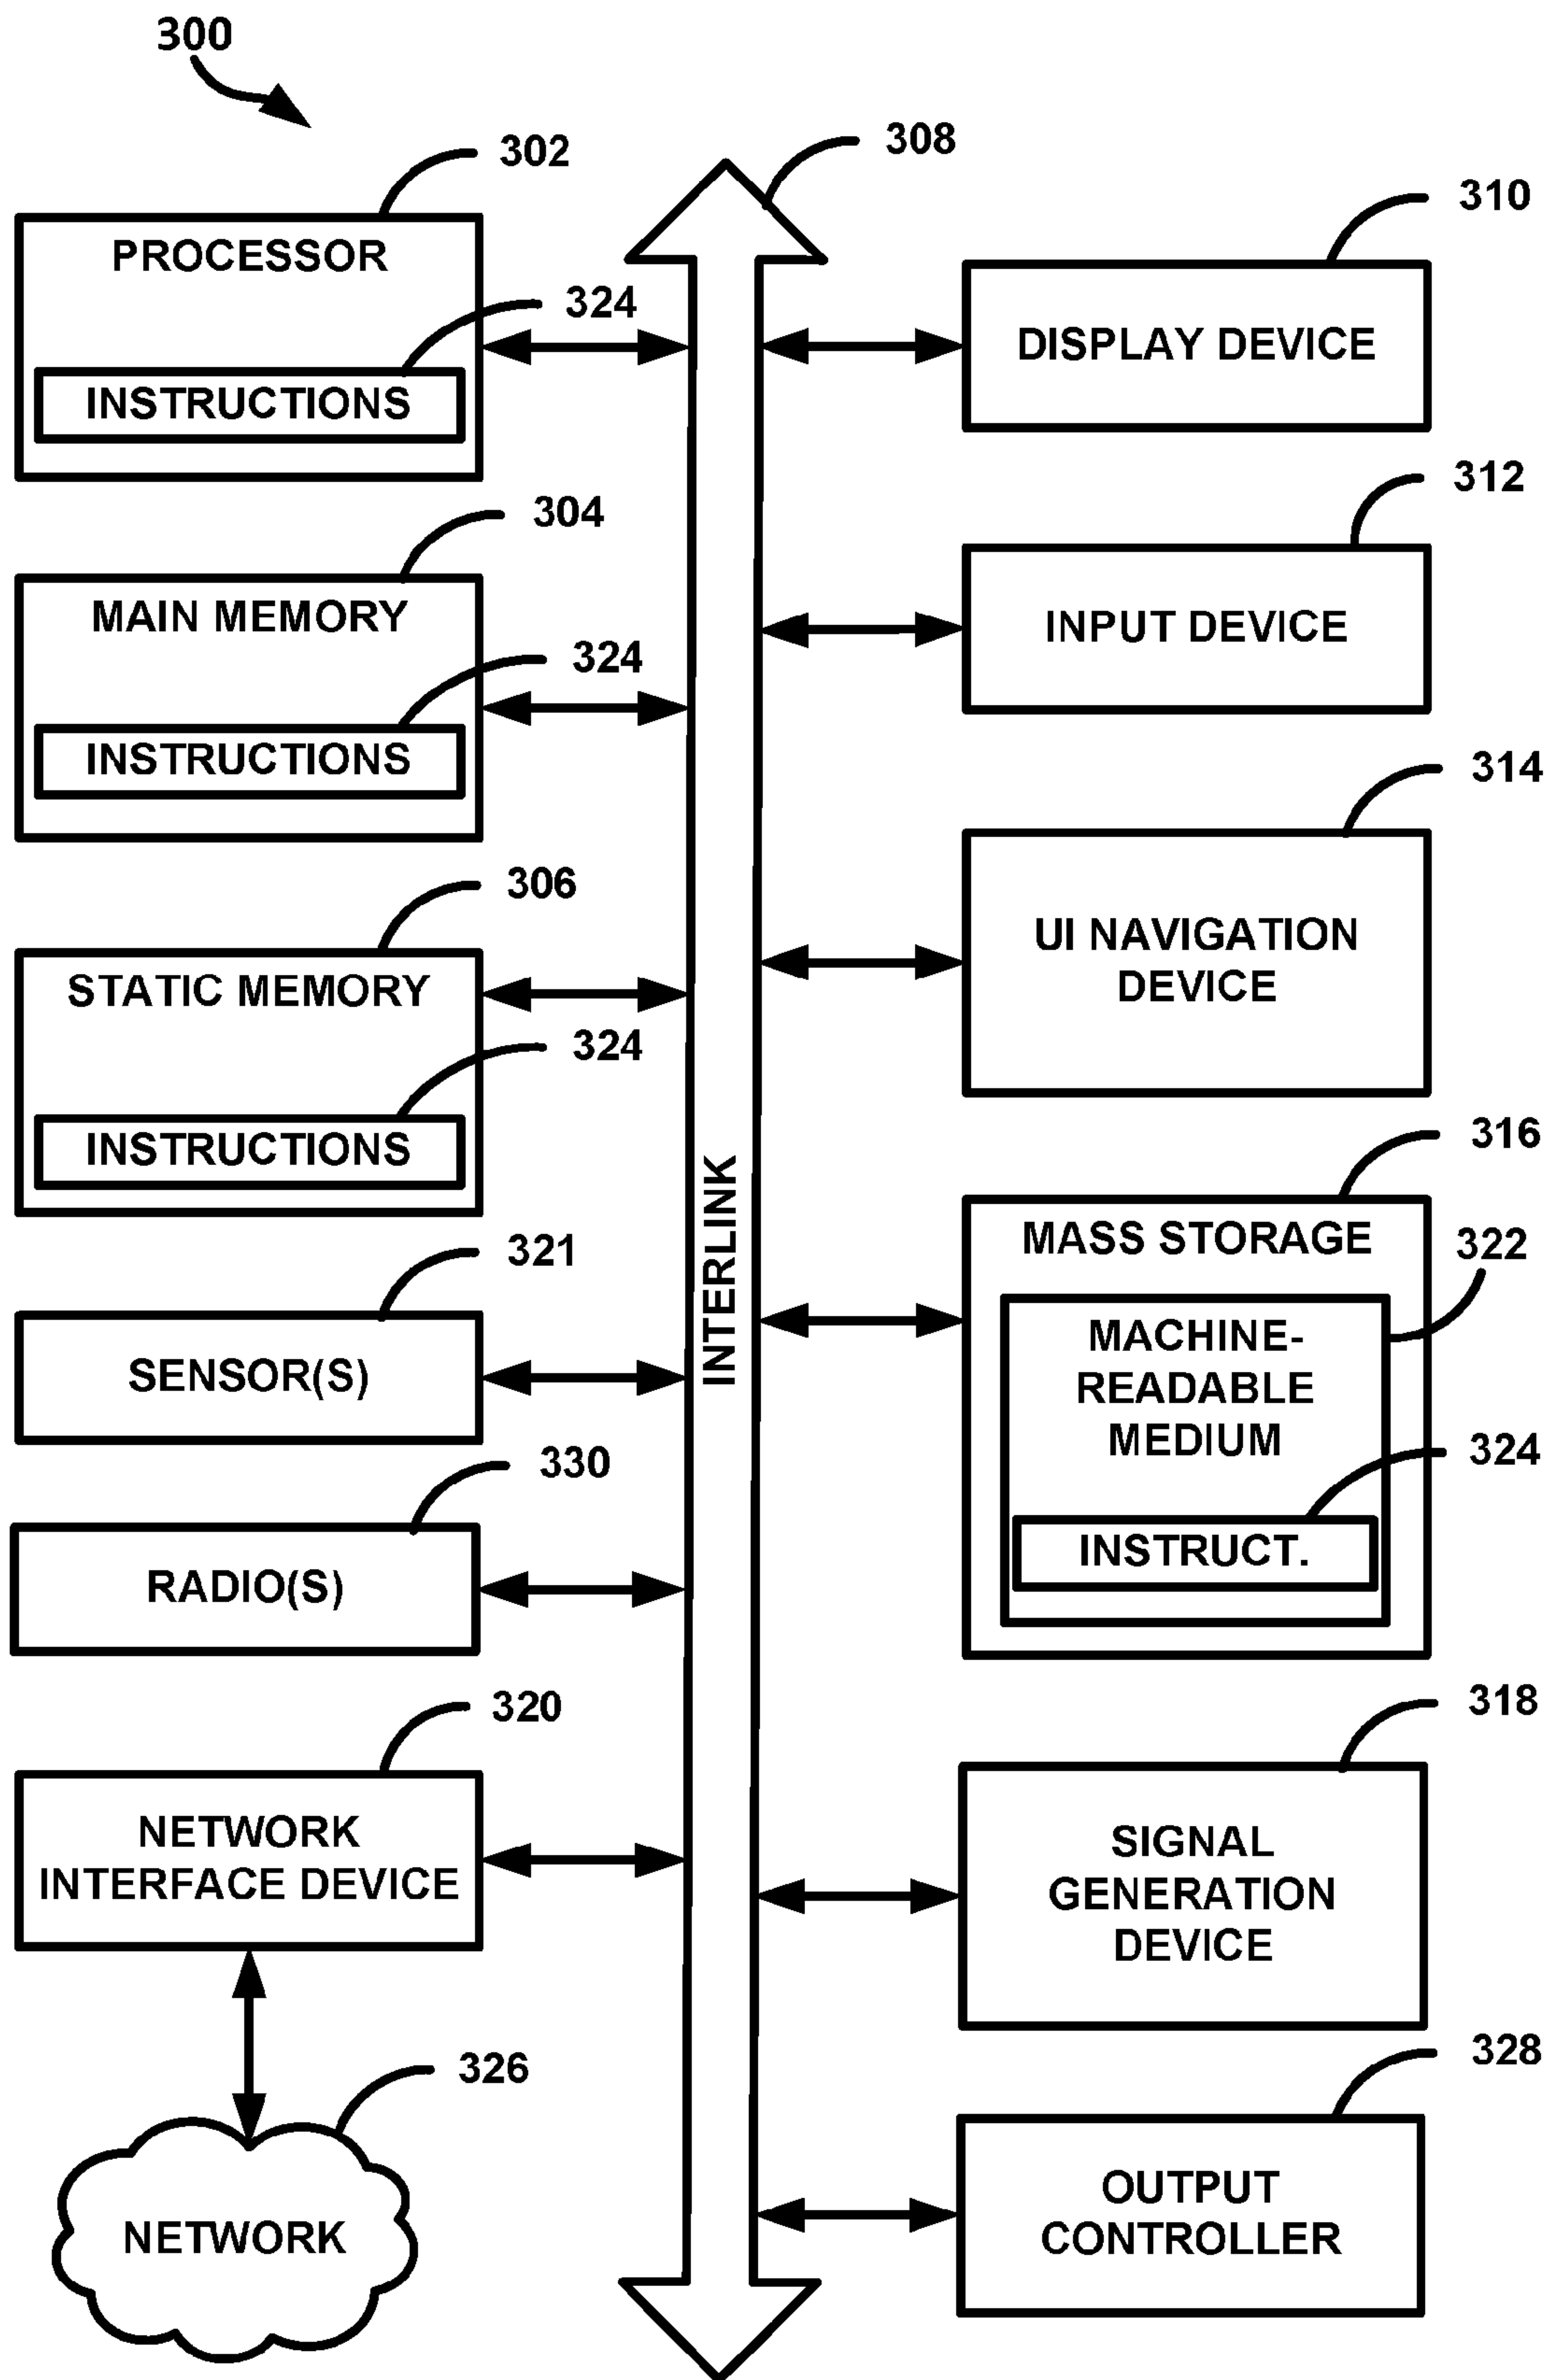 300
302
PROCESSOR
324
INSTRUCTIONS
304
MAIN MEMORY
324
INSTRUCTIONS
306
STATIC MEMORY
324
INSTRUCTIONS
321
SENSOR(S)
330
RADIO(S)
320
NETWORK
INTERFACE DEVICE
326
NETWORK
308
INTERLINK
310
DISPLAY DEVICE
312
INPUT DEVICE
314
UI NAVIGATION
DEVICE
316
MASS STORAGE
322
MACHINE-
READABLE
MEDIUM
324
INSTRUCT.
318
SIGNAL
GENERATION
DEVICE
328
OUTPUT
CONTROLLER